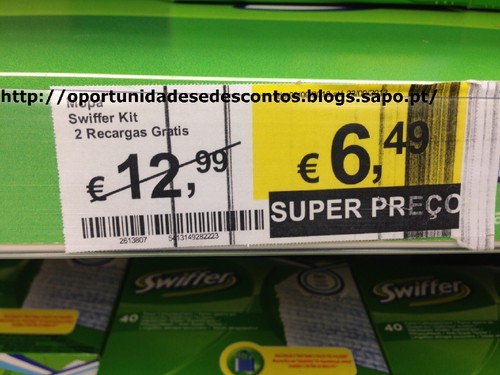 http://oportunidadesedescontos.blogs.sapo.pt/
Mopa
Swiffer Kit
2 Recargas Gratis
€ 12,99
€ 6,49
SUPER PREÇO
2613807 5413149282223
Swiffer
Swiffer
40
40